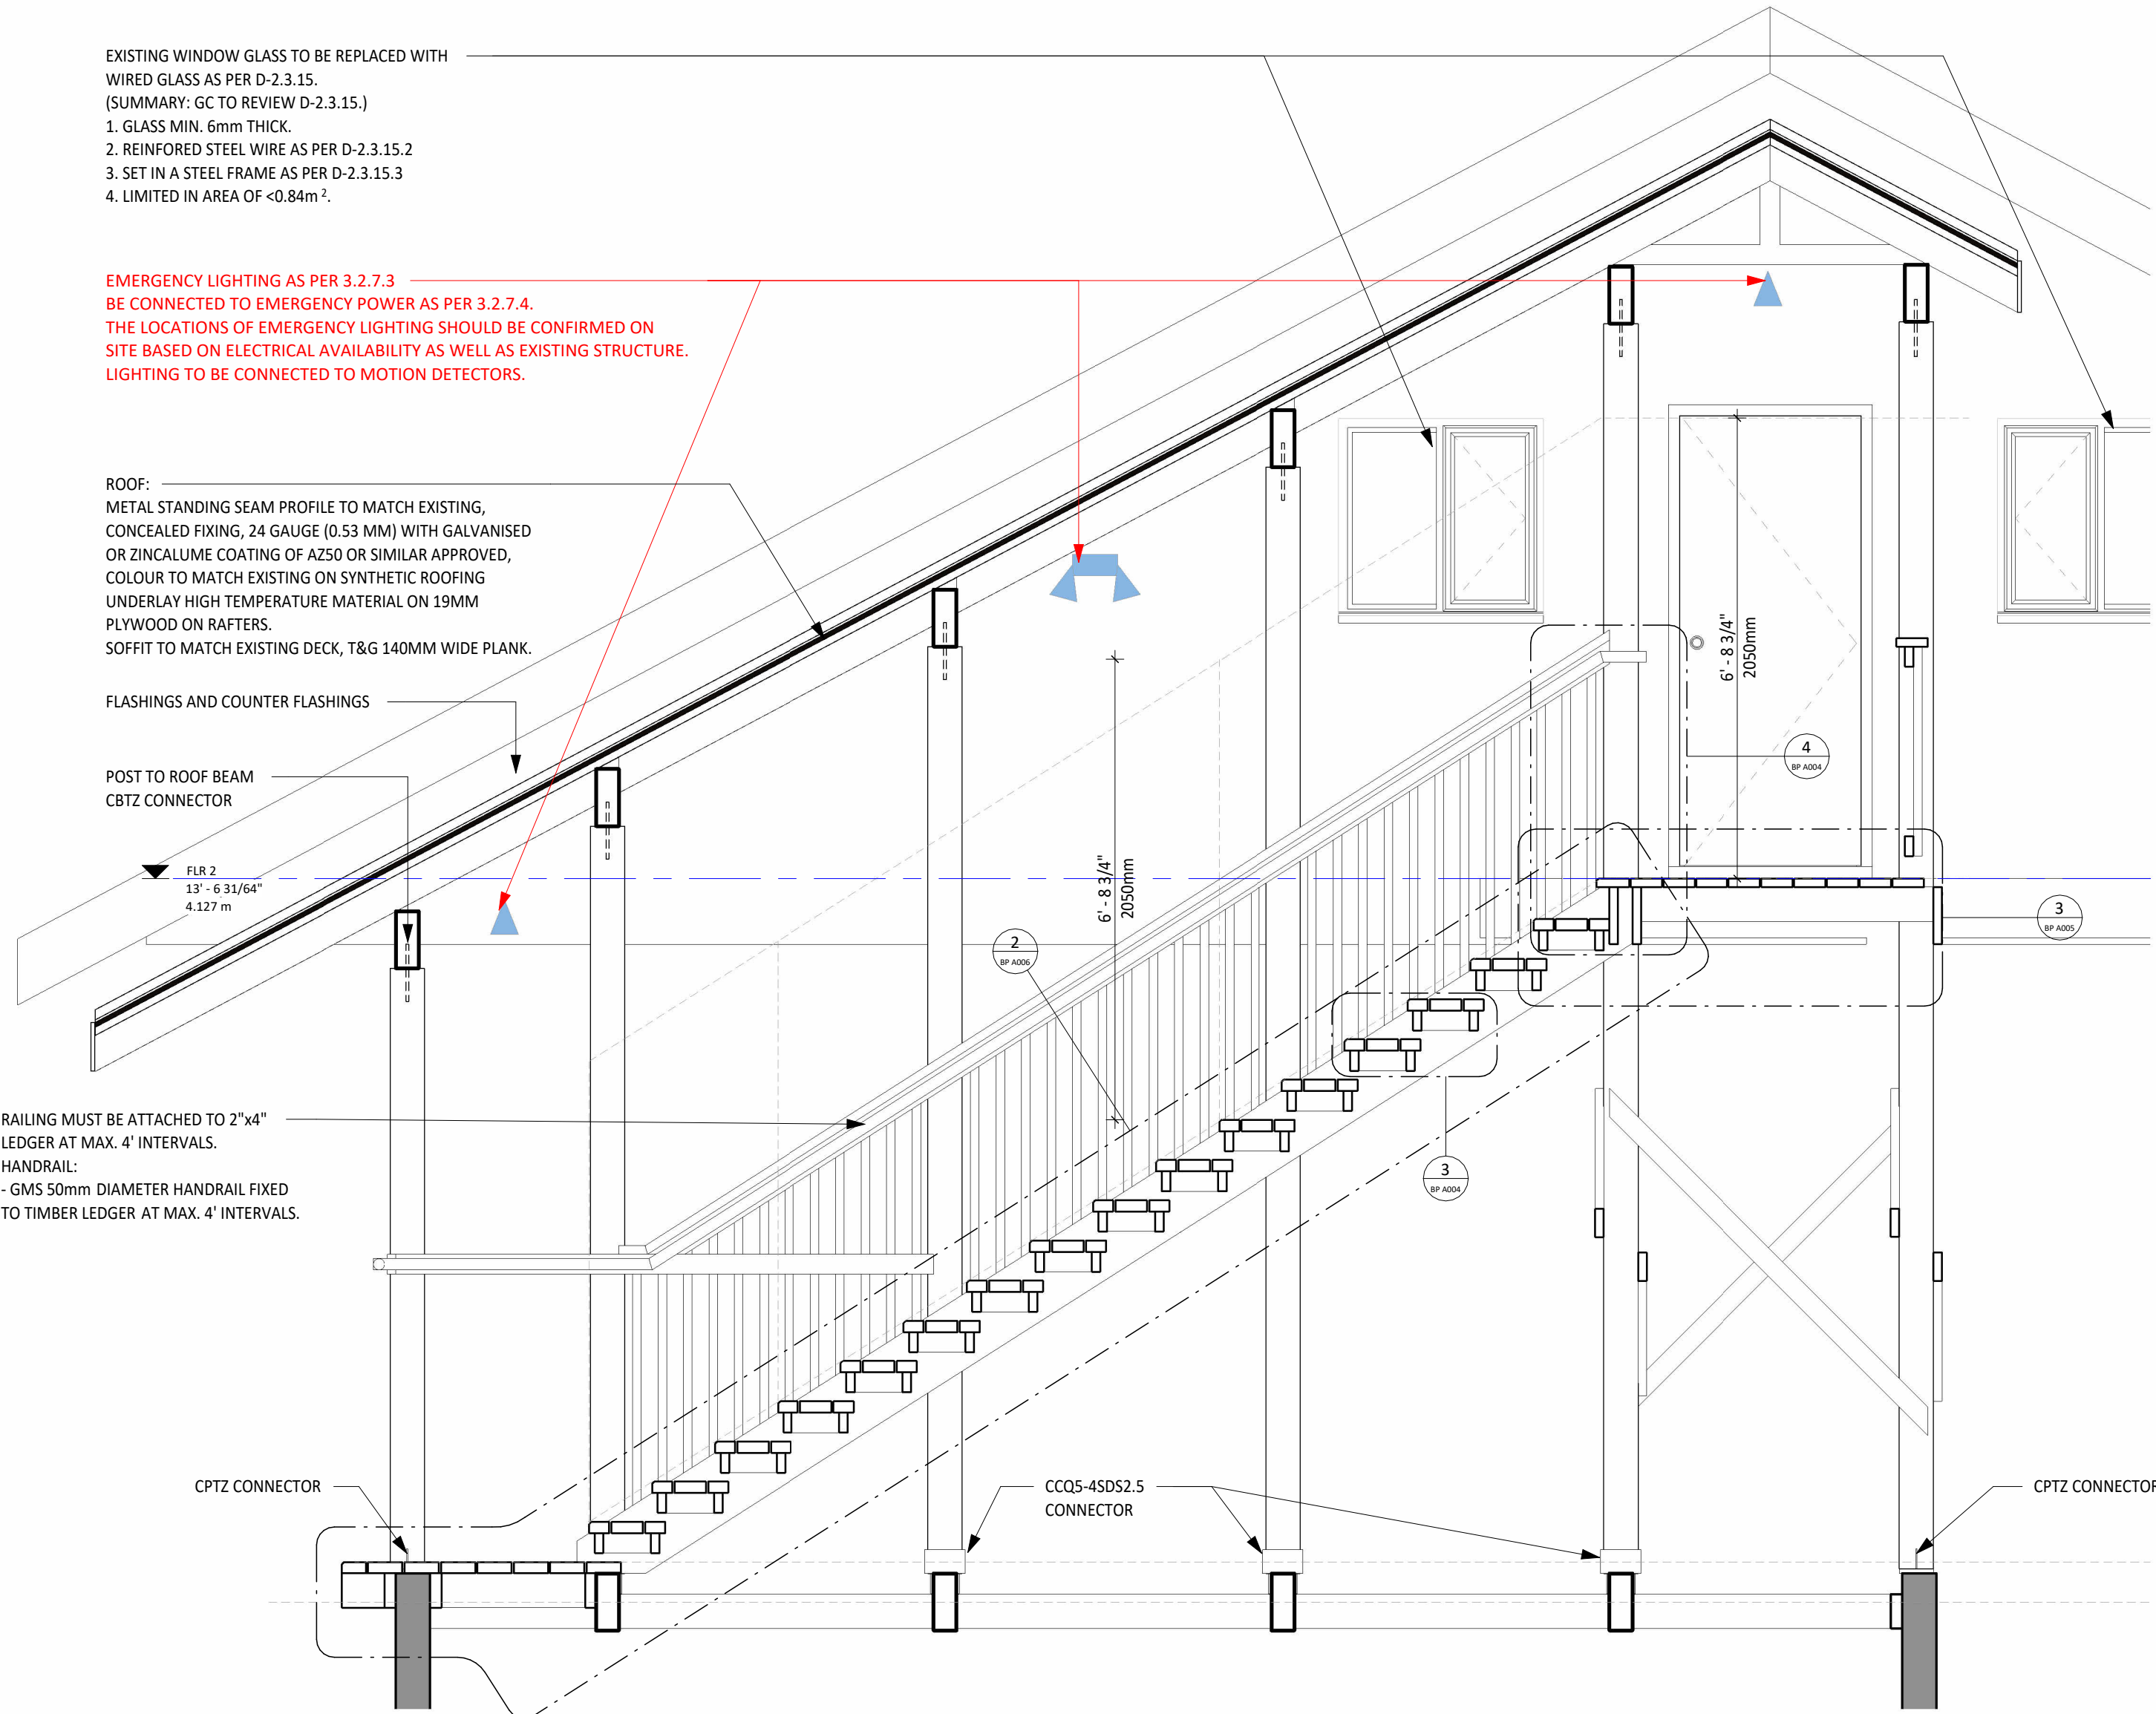 EXISTING WINDOW GLASS TO BE REPLACED WITH
WIRED GLASS AS PER D-2.3.15.
(SUMMARY: GC TO REVIEW D-2.3.15.)
1. GLASS MIN. 6mm THICK.
2. REINFORED STEEL WIRE AS PER D-2.3.15.2
3. SET IN A STEEL FRAME AS PER D-2.3.15.3
4. LIMITED IN AREA OF <0.84m².
EMERGENCY LIGHTING AS PER 3.2.7.3
BE CONNECTED TO EMERGENCY POWER AS PER 3.2.7.4.
THE LOCATIONS OF EMERGENCY LIGHTING SHOULD BE CONFIRMED ON
SITE BASED ON ELECTRICAL AVAILABILITY AS WELL AS EXISTING STRUCTURE.
LIGHTING TO BE CONNECTED TO MOTION DETECTORS.
ROOF:
METAL STANDING SEAM PROFILE TO MATCH EXISTING,
CONCEALED FIXING, 24 GAUGE (0.53 MM) WITH GALVANISED
OR ZINCALUME COATING OF AZ50 OR SIMILAR APPROVED,
COLOUR TO MATCH EXISTING ON SYNTHETIC ROOFING
UNDERLAY HIGH TEMPERATURE MATERIAL ON 19MM
PLYWOOD ON RAFTERS.
SOFFIT TO MATCH EXISTING DECK, T&G 140MM WIDE PLANK.
6' - 8 3/4"
2050mm
FLASHINGS AND COUNTER FLASHINGS
4
BP A004
POST TO ROOF BEAM
CBTZ CONNECTOR
FLR 2
13' - 6 31/64"
4.127 m
6' - 8 3/4"
2050mm
3
BP A005
2
BP A006
RAILING MUST BE ATTACHED TO 2"x4"
LEDGER AT MAX. 4' INTERVALS.
HANDRAIL:
- GMS 50mm DIAMETER HANDRAIL FIXED
TO TIMBER LEDGER AT MAX. 4' INTERVALS.
3
BP A004
CPTZ CONNECTOR
CCQ5-4SDS2.5
CONNECTOR
CPTZ CONNECTOR